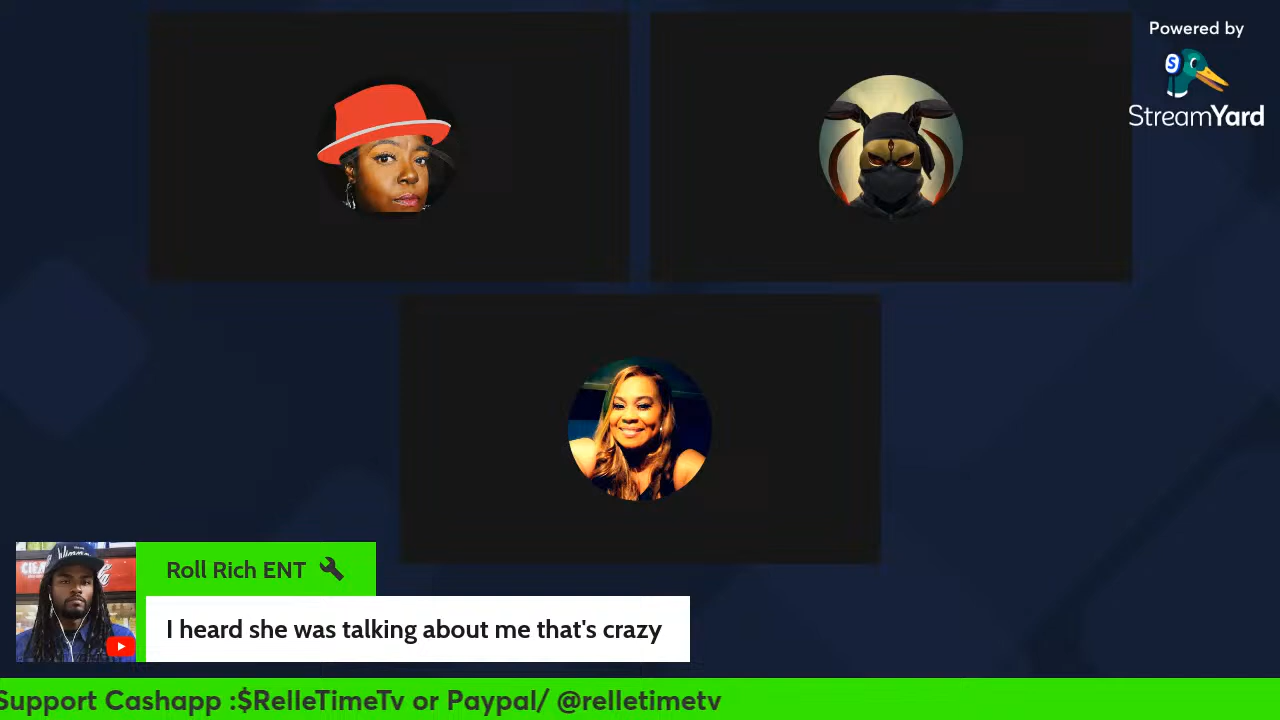 Powered by
StreamYard
Roll Rich ENT
I heard she was talking about me that's crazy
Support Cashapp :$RelleTimeTv or Paypal/ @relletimetv